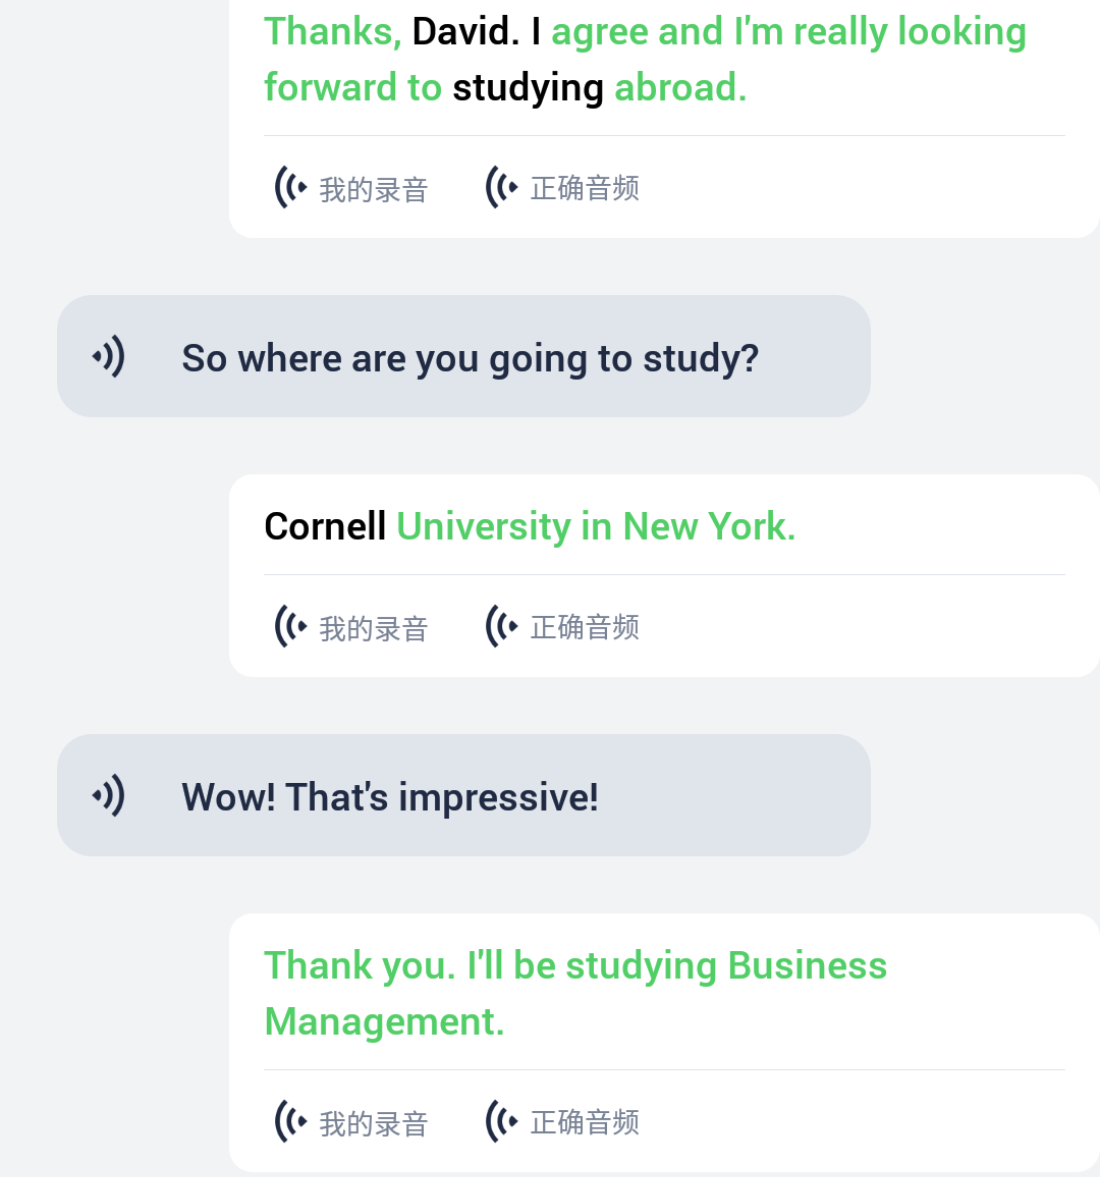 Thanks, David. I agree and I'm really looking
forward to studying abroad.
我的录音 正确音频
So where are you going to study?
Cornell University in New York.
我的录音 正确音频
Wow! That's impressive!
Thank you. I'll be studying Business
Management.
我的录音 正确音频